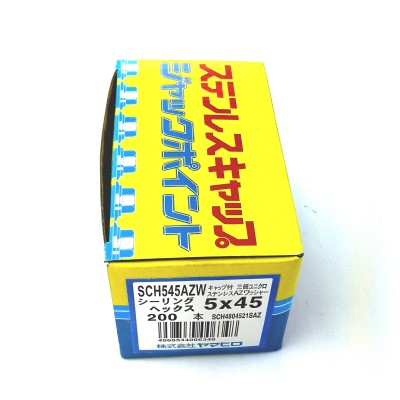 ステンレスキャップ
ジャックポイント
SCH545AZW キャップ付 三価ユニクロ
ステンレスAZワッシャー
シーリング
ヘックス 5x45
200 本 SCH4804521SAZ
株式会社 ヤマヒロ